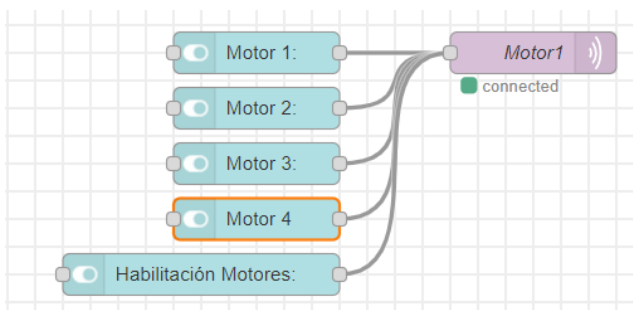 Motor 1:
Motor1
connected
Motor 2:
Motor 3:
Motor 4
Habilitación Motores: